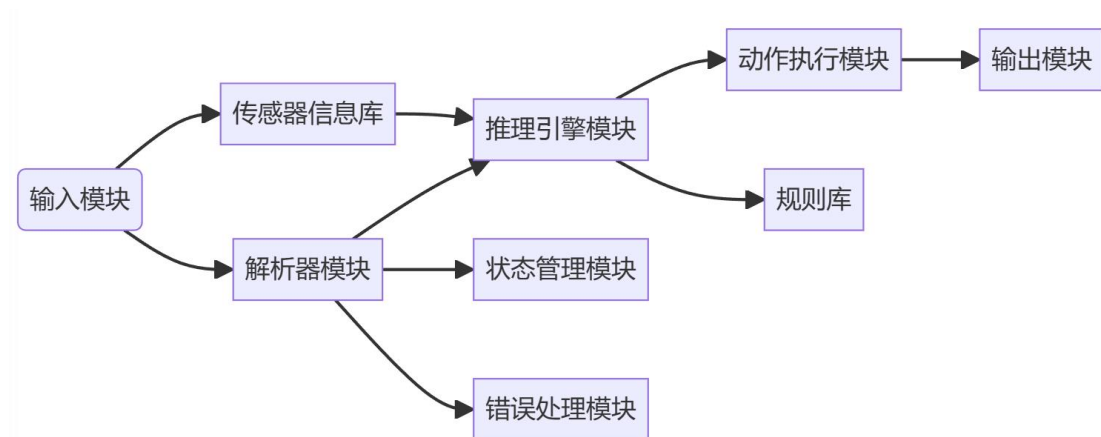 动作执行模块
输出模块
传感器信息库
推理引擎模块
输入模块
规则库
解析器模块
状态管理模块
错误处理模块